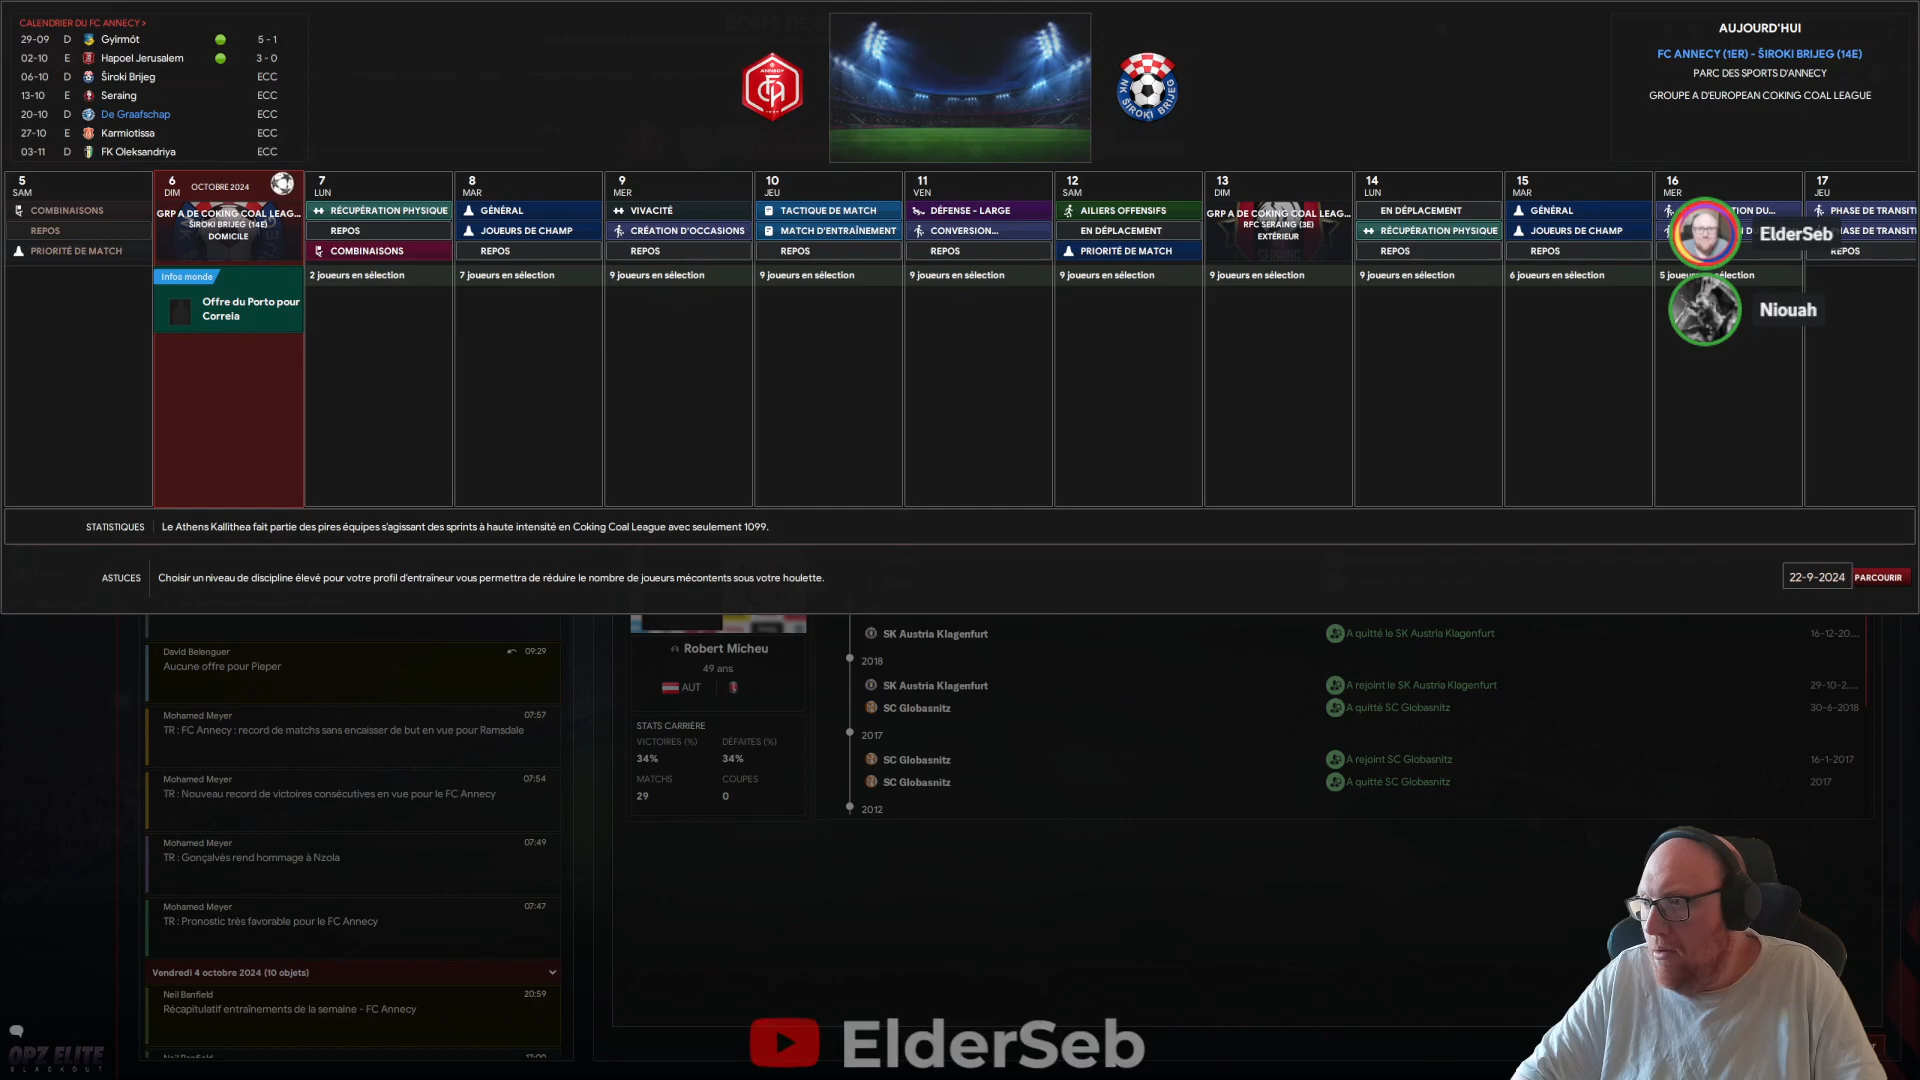 CALENDRIER DU FC ANNECY >
29-09 D Gyirmót 5 - 1
02-10 E Hapoel Jerusalem 3 - 0
06-10 D Široki Brijeg ECC
13-10 E Seraing ECC
20-10 D De Graafschap ECC
27-10 E Karmiotissa ECC
03-11 D FK Oleksandriya ECC
ANNECY
NK ŠIROKI BRIJEG
AUJOURD'HUI
FC ANNECY (1ER) - ŠIROKI BRIJEG (14E)
PARC DES SPORTS D'ANNECY
GROUPE A D'EUROPEAN COKING COAL LEAGUE
5
SAM
COMBINAISONS
REPOS
PRIORITÉ DE MATCH
6
DIM OCTOBRE 2024
GRP A DE COKING COAL LEAG...
ŠIROKI BRIJEG (14E)
DOMICILE
Infos monde
Offre du Porto pour
Correia
7
LUN
RÉCUPÉRATION PHYSIQUE
REPOS
COMBINAISONS
2 joueurs en sélection
8
MAR
GÉNÉRAL
JOUEURS DE CHAMP
REPOS
7 joueurs en sélection
9
MER
VIVACITÉ
CRÉATION D'OCCASIONS
REPOS
9 joueurs en sélection
10
JEU
TACTIQUE DE MATCH
MATCH D'ENTRAÎNEMENT
REPOS
9 joueurs en sélection
11
VEN
DÉFENSE - LARGE
CONVERSION...
REPOS
9 joueurs en sélection
12
SAM
AILIERS OFFENSIFS
EN DÉPLACEMENT
PRIORITÉ DE MATCH
9 joueurs en sélection
13
DIM
GRP A DE COKING COAL LEAG...
RFC SERAING (3E)
EXTÉRIEUR
9 joueurs en sélection
14
LUN
EN DÉPLACEMENT
RÉCUPÉRATION PHYSIQUE
REPOS
9 joueurs en sélection
15
MAR
GÉNÉRAL
JOUEURS DE CHAMP
REPOS
6 joueurs en sélection
16
MER
TION DU...
17
JEU
PHASE DE TRANSITI
PHASE DE TRANSITI
REPOS
ElderSeb
Niouah
STATISTIQUES Le Athens Kallithea fait partie des pires équipes s'agissant des sprints à haute intensité en Coking Coal League avec seulement 1099.
ASTUCES Choisir un niveau de discipline élevé pour votre profil d'entraîneur vous permettra de réduire le nombre de joueurs mécontents sous votre houlette.
22-9-2024 PARCOURIR
David Belenguer 09:29
Aucune offre pour Pieper
Mohamed Meyer 07:57
TR : FC Annecy : record de matchs sans encaisser de but en vue pour Ramsdale
Mohamed Meyer 07:54
TR : Nouveau record de victoires consécutives en vue pour le FC Annecy
Mohamed Meyer 07:49
TR : Gonçalvès rend hommage à Nzola
Mohamed Meyer 07:47
TR : Pronostic très favorable pour le FC Annecy
Vendredi 4 octobre 2024 (10 objets)
Neil Banfield 20:59
Récapitulatif entraînements de la semaine - FC Annecy
Neil Banfield 17:00
Robert Micheu
49 ans
AUT
STATS CARRIÈRE
VICTOIRES (%) DÉFAITES (%)
34% 34%
MATCHS COUPES
29 0
SK Austria Klagenfurt A quitté le SK Austria Klagenfurt 16-12-20....
2018
SK Austria Klagenfurt A rejoint le SK Austria Klagenfurt 29-10-2....
SC Globasnitz A quitté SC Globasnitz 30-6-2018
2017
SC Globasnitz A rejoint SC Globasnitz 16-1-2017
SC Globasnitz A quitté SC Globasnitz 2017
2012
OPZ ELITE
BLACKOUT
ElderSeb